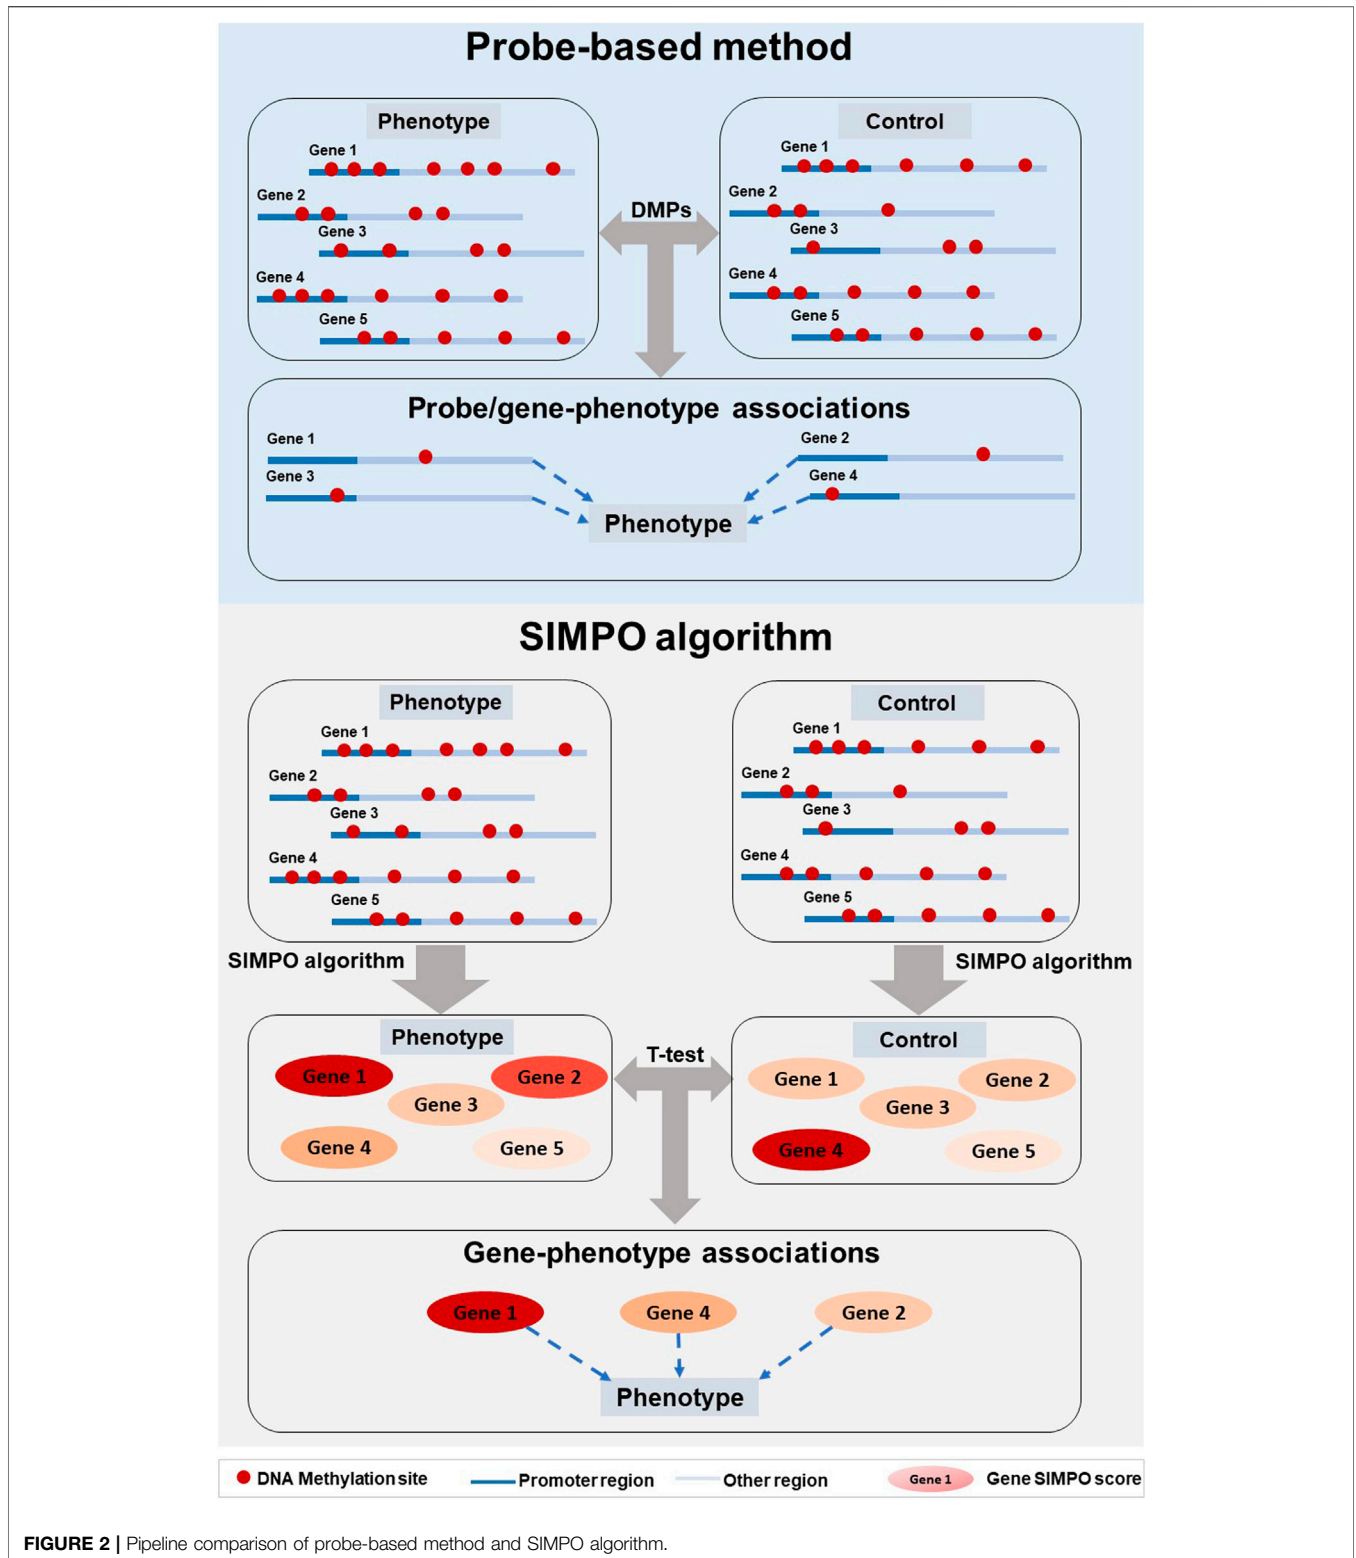 Probe-based method
Phenotype
Gene 1
Gene 2
Gene 3
Gene 4
Gene 5
DMPs
Control
Gene 1
Gene 2
Gene 3
Gene 4
Gene 5
Probe/gene-phenotype associations
Gene 1
Gene 2
Gene 3
Gene 4
Phenotype
SIMPO algorithm
Phenotype
Gene 1
Gene 2
Gene 3
Gene 4
Gene 5
Control
Gene 1
Gene 2
Gene 3
Gene 4
Gene 5
SIMPO algorithm
SIMPO algorithm
Phenotype
Gene 1
Gene 2
Gene 3
Gene 4
Gene 5
T-test
Control
Gene 1
Gene 2
Gene 3
Gene 4
Gene 5
Gene-phenotype associations
Gene 1
Gene 4
Gene 2
Phenotype
DNA Methylation site
Promoter region
Other region
Gene 1
Gene SIMPO score
FIGURE 2 | Pipeline comparison of probe-based method and SIMPO algorithm.